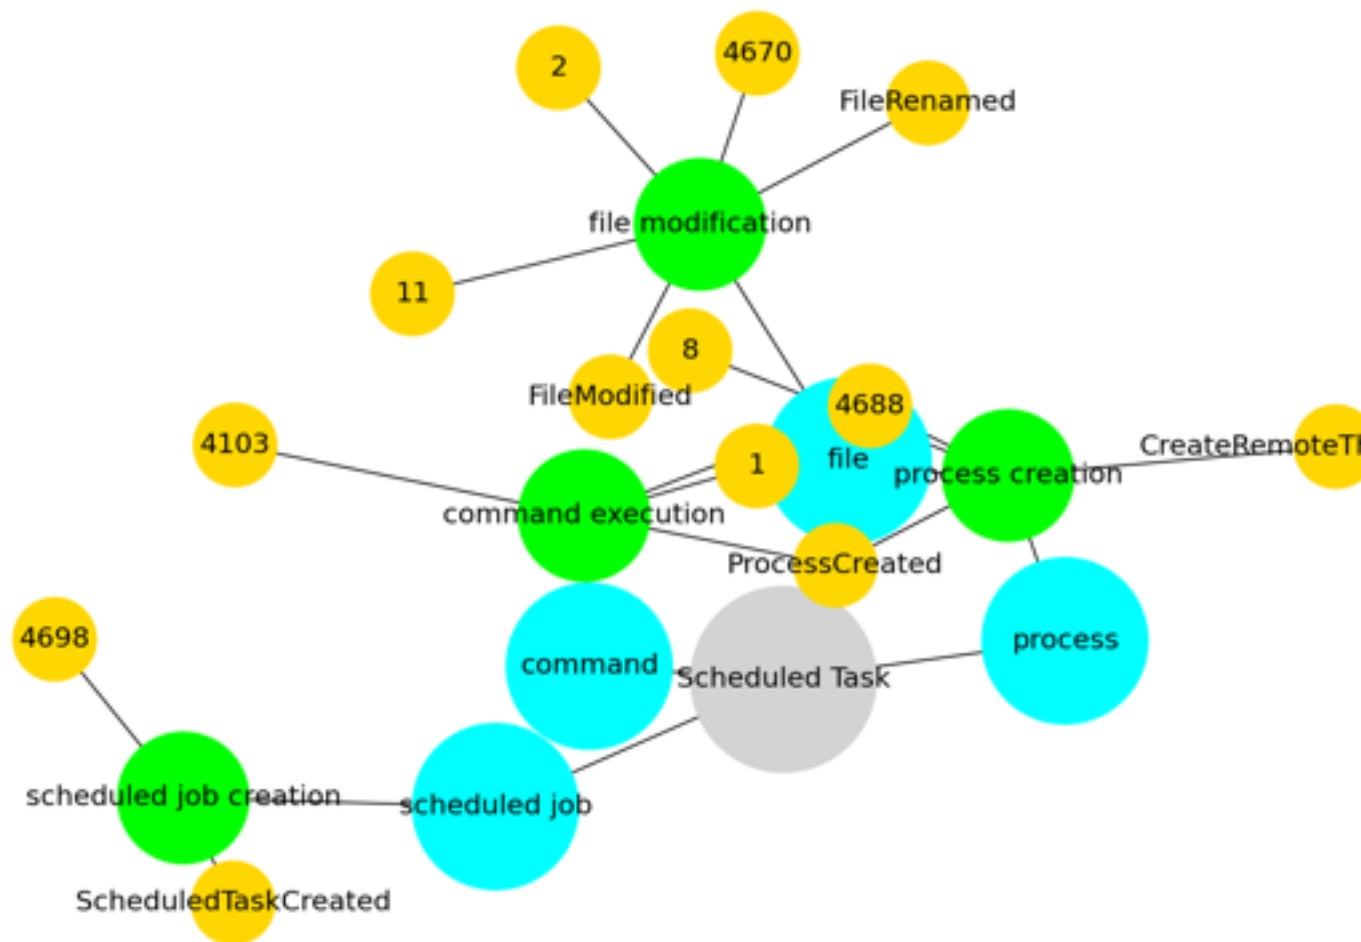 4670
2
FileRenamed
file modification
11
8
FileModified
4688
4103
1
file
CreateRemoteTh
process creation
command execution
ProcessCreated
4698
process
command
Scheduled Task
scheduled job creation
scheduled job
ScheduledTaskCreated